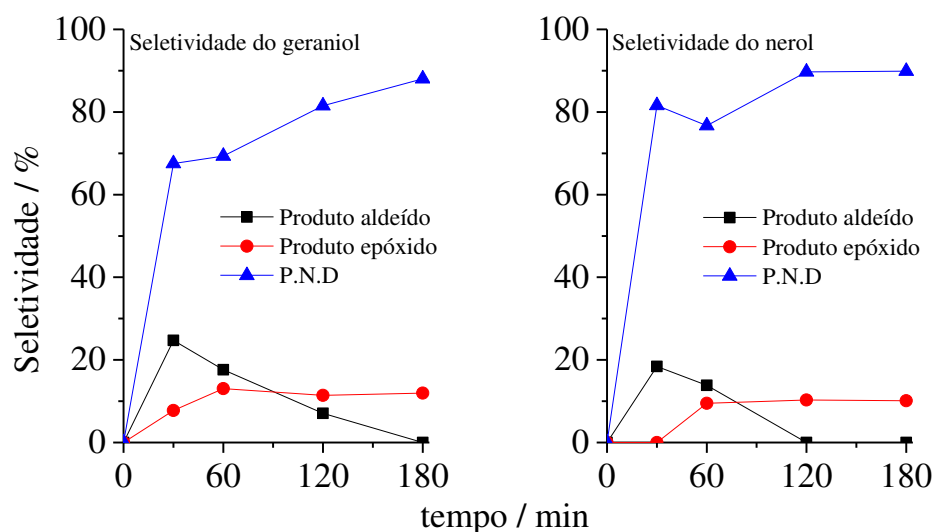 Seletividade / %
100
80
60
40
20
0
Seletividade do geraniol
Produto aldeído
Produto epóxido
P.N.D
0 60 120 180
100
80
60
40
20
0
Seletividade do nerol
Produto aldeído
Produto epóxido
P.N.D
0 60 120 180
tempo / min